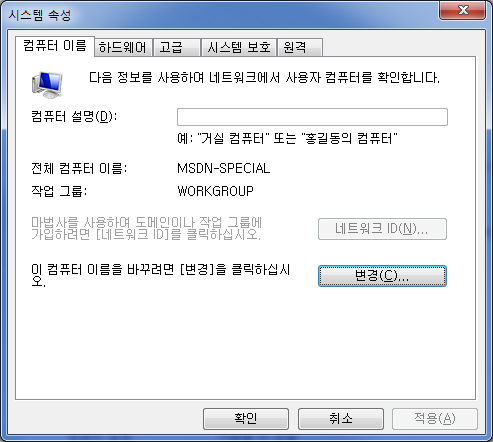 시스템 속성
컴퓨터 이름 하드웨어 고급 시스템 보호 원격
다음 정보를 사용하여 네트워크에서 사용자 컴퓨터를 확인합니다.
컴퓨터 설명(D):
예: "거실 컴퓨터" 또는 "홍길동의 컴퓨터"
전체 컴퓨터 이름: MSDN-SPECIAL
작업 그룹: WORKGROUP
마법사를 사용하여 도메인이나 작업 그룹에
가입하려면 [네트워크 ID]를 클릭하십시오.
네트워크 ID(N)...
이 컴퓨터 이름을 바꾸려면 [변경]을 클릭하십시
오.
변경(C)...
확인 취소 적용(A)